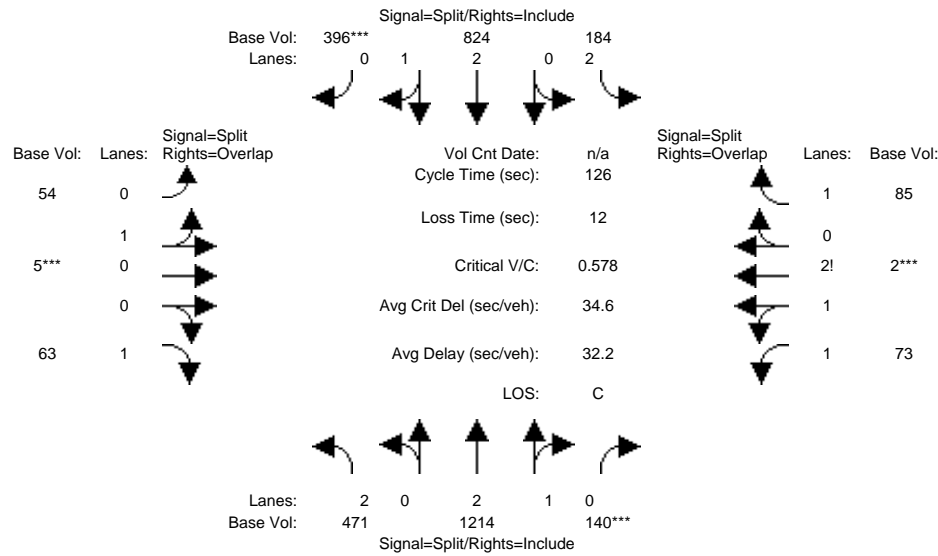 Signal=Split/Rights=Include
Base Vol: 396*** 824 184
Lanes: 0 1 2 0 2
Signal=Split Signal=Split
Base Vol: Lanes: Rights=Overlap Vol Cnt Date: n/a Rights=Overlap Lanes: Base Vol:
Cycle Time (sec): 126
54 0 1 85
Loss Time (sec): 12
1 0
5*** 0 Critical V/C: 0.578 2! 2***
0 Avg Crit Del (sec/veh): 34.6 1
63 1 Avg Delay (sec/veh): 32.2 1 73
LOS: C
Lanes: 2 0 2 1 0
Base Vol: 471 1214 140***
Signal=Split/Rights=Include